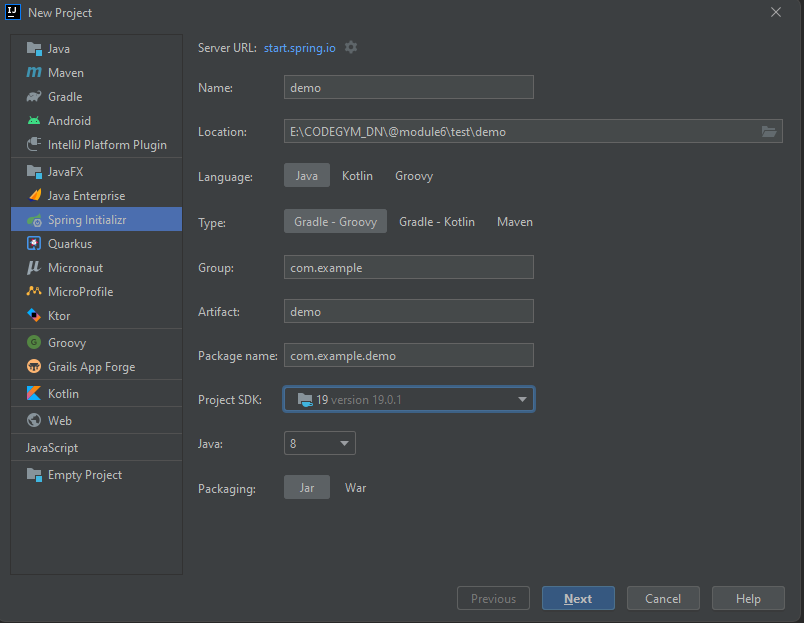 New Project
Java
Maven
Gradle
Android
IntelliJ Platform Plugin
JavaFX
Java Enterprise
Spring Initializr
Quarkus
Micronaut
MicroProfile
Ktor
Groovy
Grails App Forge
Kotlin
Web
JavaScript
Empty Project
Server URL: start.spring.io
Name: demo
Location: E:\CODEGYM_DN\@module6\test\demo
Language: Java Kotlin Groovy
Type: Gradle - Groovy Gradle - Kotlin Maven
Group: com.example
Artifact: demo
Package name: com.example.demo
Project SDK: 19 version 19.0.1
Java: 8
Packaging: Jar War
Previous Next Cancel Help